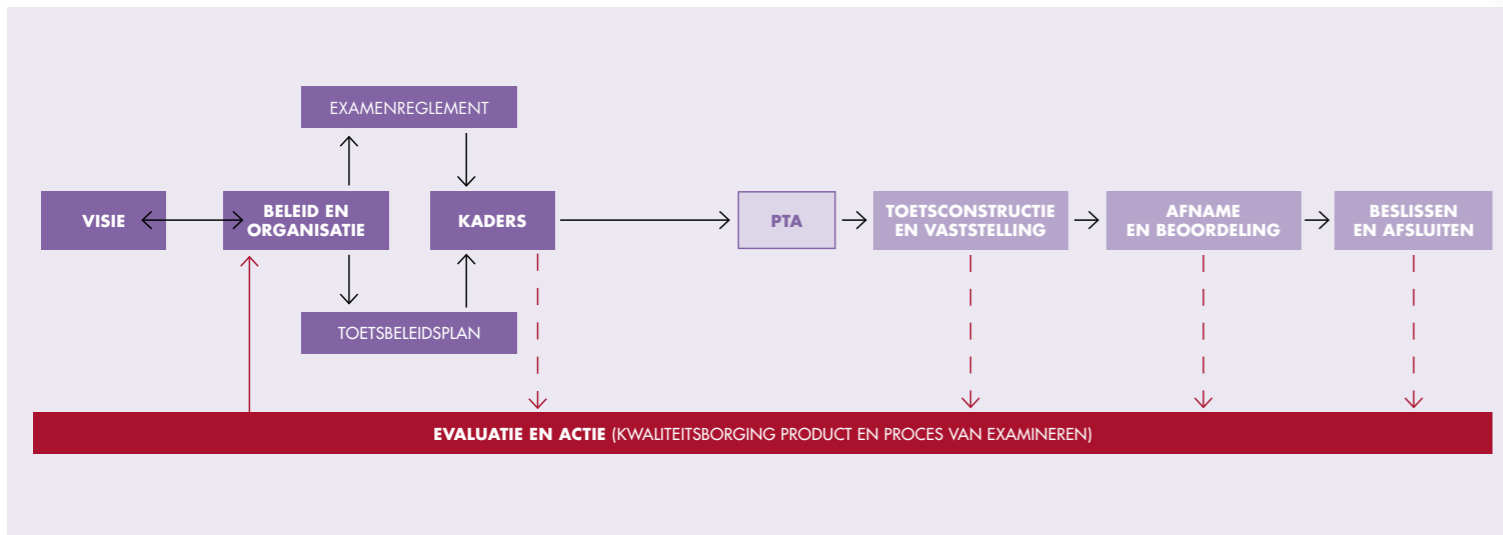 EXAMENREGLEMENT
VISIE
BELEID EN
ORGANISATIE
KADERS
PTA
TOETSCONSTRUCTIE
EN VASTSTELLING
AFNAME
EN BEOORDELING
BESLISSEN
EN AFSLUITEN
TOETSBELEIDSPLAN
EVALUATIE EN ACTIE (KWALITEITSBORGING PRODUCT EN PROCES VAN EXAMINEREN)